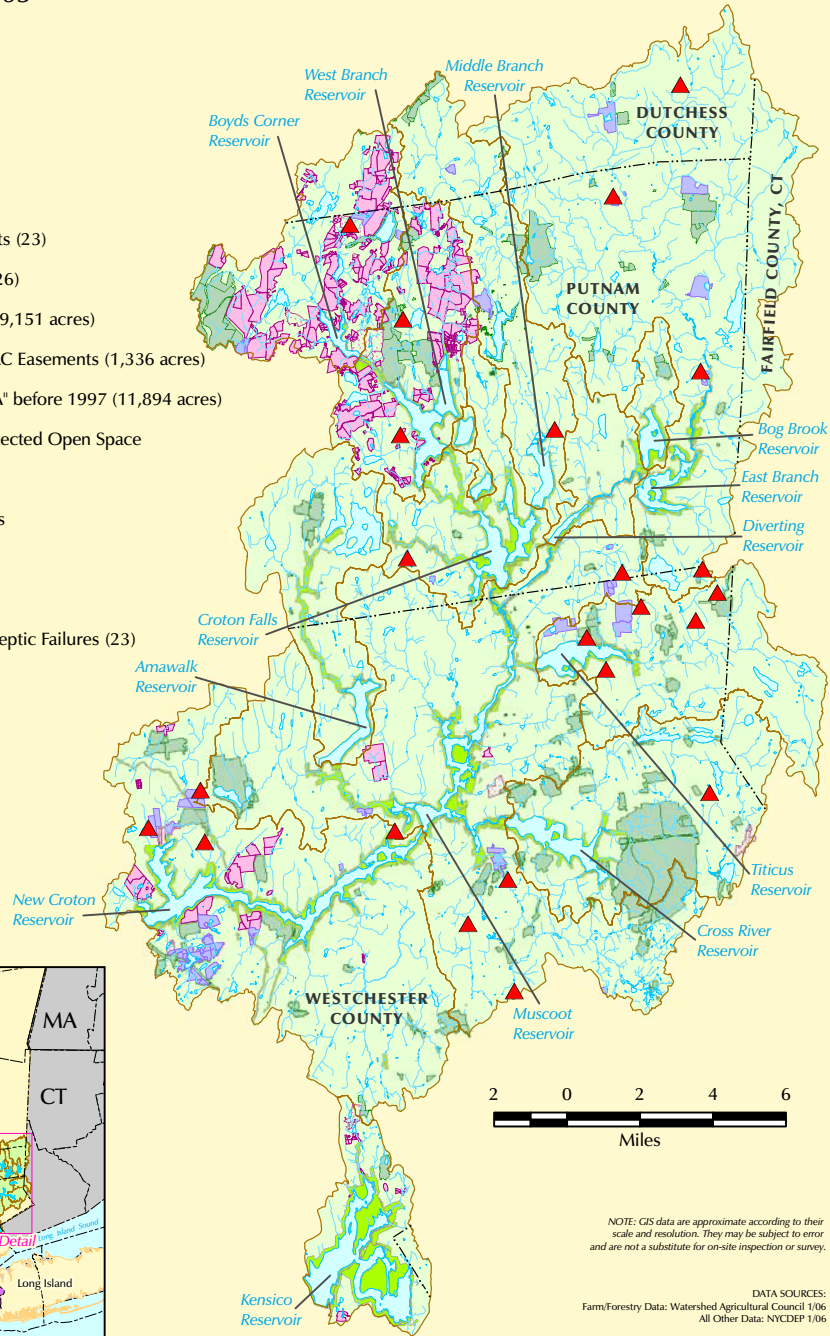 West Branch
Reservoir
Middle Branch
Reservoir
Boyds Corner
Reservoir
DUTCHESS
COUNTY
FAIRFIELD COUNTY, CT
ts (23)
26)
PUTNAM
COUNTY
9,151 acres)
C Easements (1,336 acres)
" before 1997 (11,894 acres)
ected Open Space
Bog Brook
Reservoir
East Branch
Reservoir
s
Diverting
Reservoir
Croton Falls
Reservoir
eptic Failures (23)
Amawalk
Reservoir
Titicus
Reservoir
New Croton
Reservoir
Cross River
Reservoir
WESTCHESTER
COUNTY
Muscoot
Reservoir
MA
CT
2 0 2 4 6
Miles
Long Island Sound
Detail
Long Island
Kensico
Reservoir
NOTE: GIS data are approximate according to their
scale and resolution. They may be subject to error
and are not a substitute for on-site inspection or survey.
DATA SOURCES:
Farm/Forestry Data: Watershed Agricultural Council 1/06
All Other Data: NYCDEP 1/06